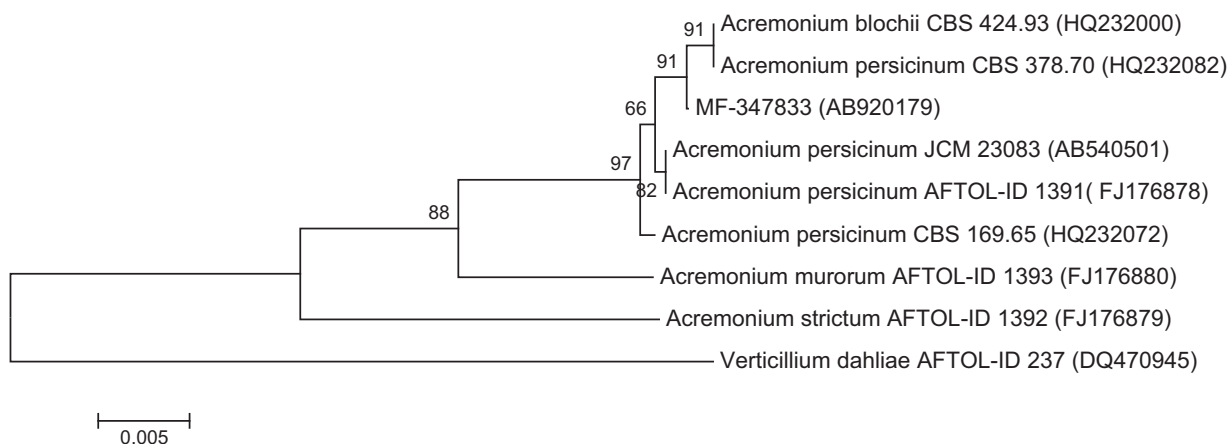 91 Acremonium blochii CBS 424.93 (HQ232000)
91 Acremonium persicinum CBS 378.70 (HQ232082)
66 MF-347833 (AB920179)
Acremonium persicinum JCM 23083 (AB540501)
97
82 Acremonium persicinum AFTOL-ID 1391( FJ176878)
88 Acremonium persicinum CBS 169.65 (HQ232072)
Acremonium murorum AFTOL-ID 1393 (FJ176880)
Acremonium strictum AFTOL-ID 1392 (FJ176879)
Verticillium dahliae AFTOL-ID 237 (DQ470945)
0.005